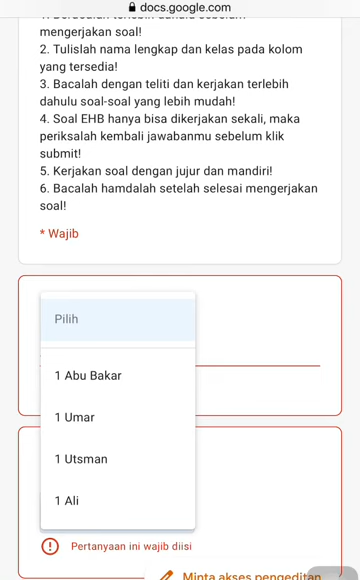 docs.google.com
mengerjakan soal!
2. Tulislah nama lengkap dan kelas pada kolom
yang tersedia!
3. Bacalah dengan teliti dan kerjakan terlebih
dahulu soal-soal yang lebih mudah!
4. Soal EHB hanya bisa dikerjakan sekali, maka
periksalah kembali jawabanmu sebelum klik
submit!
5. Kerjakan soal dengan jujur dan mandiri!
6. Bacalah hamdalah setelah selesai mengerjakan
soal!
* Wajib
Pilih
1 Abu Bakar
1 Umar
1 Utsman
1 Ali
Pertanyaan ini wajib diisi
Minta akses pengeditan